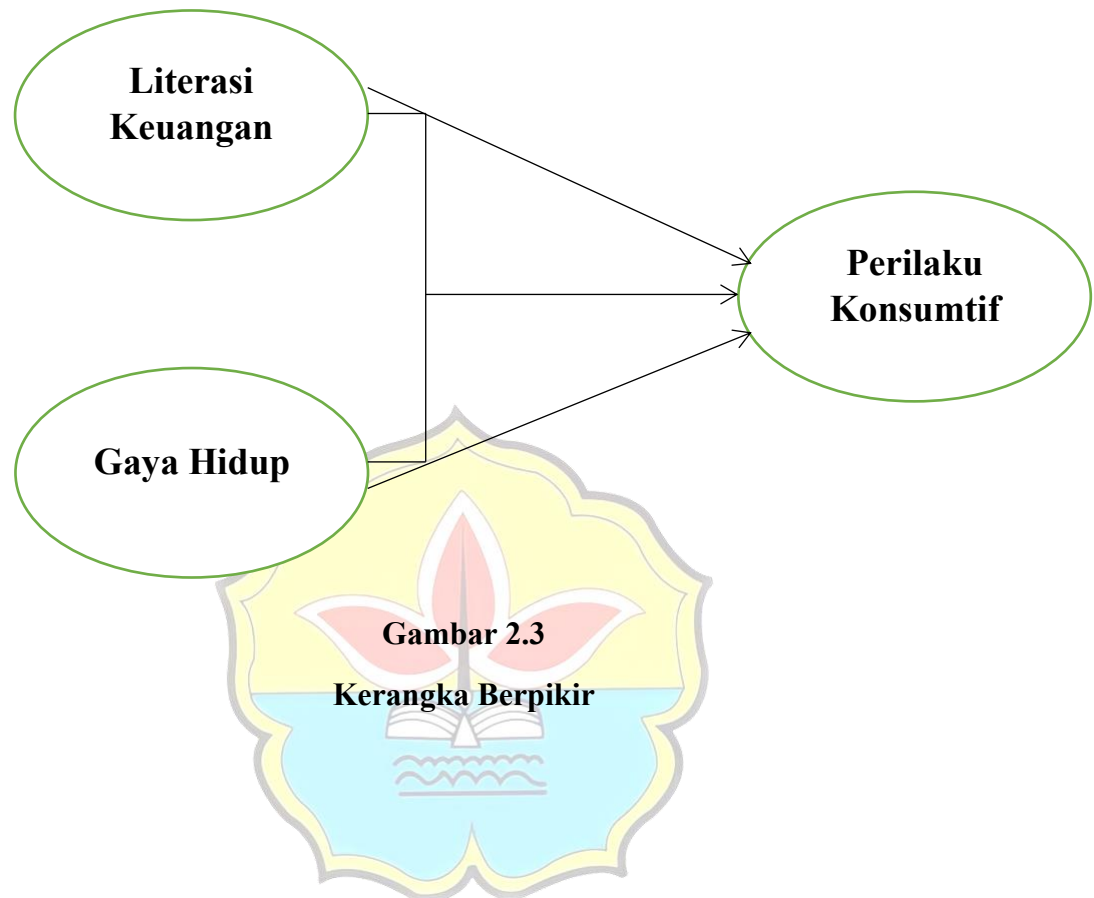 Literasi
Keuangan
Perilaku
Konsumtif
Gaya Hidup
Gambar 2.3
Kerangka Berpikir